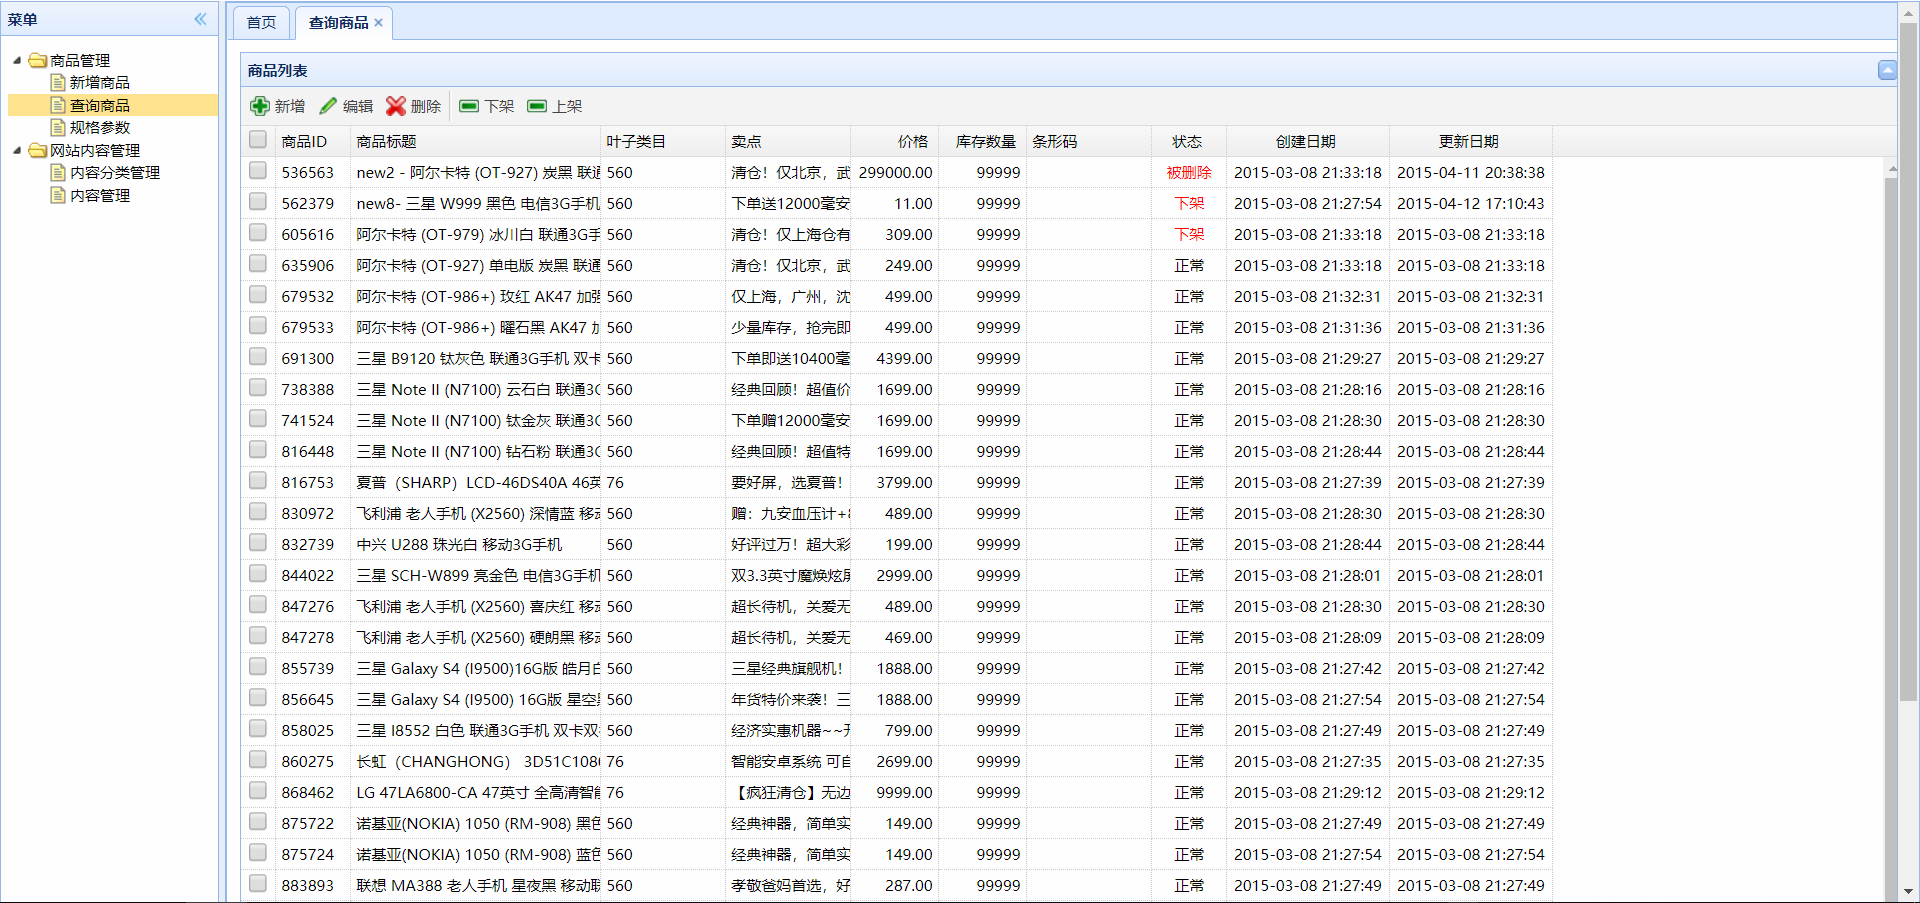 菜单
商品管理
新增商品
查询商品
规格参数
网站内容管理
内容分类管理
内容管理
首页 查询商品
商品列表
新增 编辑 删除 下架 上架
商品ID 商品标题 叶子类目 卖点 价格 库存数量 条形码 状态 创建日期 更新日期
536563 new2 - 阿尔卡特 (OT-927) 炭黑 联通 560 清仓！仅北京，武 299000.00 99999 被删除 2015-03-08 21:33:18 2015-04-11 20:38:38
562379 new8- 三星 W999 黑色 电信3G手机 560 下单送12000毫安 11.00 99999 下架 2015-03-08 21:27:54 2015-04-12 17:10:43
605616 阿尔卡特 (OT-979) 冰川白 联通3G手 560 清仓！仅上海仓有 309.00 99999 下架 2015-03-08 21:33:18 2015-03-08 21:33:18
635906 阿尔卡特 (OT-927) 单电版 炭黑 联通 560 清仓！仅北京，武 249.00 99999 正常 2015-03-08 21:33:18 2015-03-08 21:33:18
679532 阿尔卡特 (OT-986+) 玫红 AK47 加强 560 仅上海，广州，沈 499.00 99999 正常 2015-03-08 21:32:31 2015-03-08 21:32:31
679533 阿尔卡特 (OT-986+) 曜石黑 AK47 加 560 少量库存，抢完即 499.00 99999 正常 2015-03-08 21:31:36 2015-03-08 21:31:36
691300 三星 B9120 钛灰色 联通3G手机 双卡 560 下单即送10400毫 4399.00 99999 正常 2015-03-08 21:29:27 2015-03-08 21:29:27
738388 三星 Note II (N7100) 云石白 联通3G 560 经典回顾！超值价 1699.00 99999 正常 2015-03-08 21:28:16 2015-03-08 21:28:16
741524 三星 Note II (N7100) 钛金灰 联通3G 560 下单赠12000毫安 1699.00 99999 正常 2015-03-08 21:28:30 2015-03-08 21:28:30
816448 三星 Note II (N7100) 钻石粉 联通3G 560 经典回顾！超值特 1699.00 99999 正常 2015-03-08 21:28:44 2015-03-08 21:28:44
816753 夏普（SHARP）LCD-46DS40A 46英 76 要好屏，选夏普！ 3799.00 99999 正常 2015-03-08 21:27:39 2015-03-08 21:27:39
830972 飞利浦 老人手机 (X2560) 深情蓝 移动 560 赠：九安血压计+ 489.00 99999 正常 2015-03-08 21:28:30 2015-03-08 21:28:30
832739 中兴 U288 珠光白 移动3G手机 560 好评过万！超大彩 199.00 99999 正常 2015-03-08 21:28:44 2015-03-08 21:28:44
844022 三星 SCH-W899 亮金色 电信3G手机 560 双3.3英寸魔焕炫屏 2999.00 99999 正常 2015-03-08 21:28:01 2015-03-08 21:28:01
847276 飞利浦 老人手机 (X2560) 喜庆红 移动 560 超长待机，关爱无 489.00 99999 正常 2015-03-08 21:28:30 2015-03-08 21:28:30
847278 飞利浦 老人手机 (X2560) 硬朗黑 移动 560 超长待机，关爱无 469.00 99999 正常 2015-03-08 21:28:09 2015-03-08 21:28:09
855739 三星 Galaxy S4 (I9500)16G版 皓月白 560 三星经典旗舰机！ 1888.00 99999 正常 2015-03-08 21:27:42 2015-03-08 21:27:42
856645 三星 Galaxy S4 (I9500) 16G版 星空黑 560 年货特价来袭！三 1888.00 99999 正常 2015-03-08 21:27:54 2015-03-08 21:27:54
858025 三星 I8552 白色 联通3G手机 双卡双 560 经济实惠机器~~ 799.00 99999 正常 2015-03-08 21:27:49 2015-03-08 21:27:49
860275 长虹（CHANGHONG） 3D51C108 76 智能安卓系统 可自 2699.00 99999 正常 2015-03-08 21:27:35 2015-03-08 21:27:35
868462 LG 47LA6800-CA 47英寸 全高清智能 76 【疯狂清仓】无边 9999.00 99999 正常 2015-03-08 21:29:12 2015-03-08 21:29:12
875722 诺基亚(NOKIA) 1050 (RM-908) 黑色 560 经典神器，简单实 149.00 99999 正常 2015-03-08 21:27:49 2015-03-08 21:27:49
875724 诺基亚(NOKIA) 1050 (RM-908) 蓝色 560 经典神器，简单实 149.00 99999 正常 2015-03-08 21:27:54 2015-03-08 21:27:54
883893 联想 MA388 老人手机 星夜黑 移动联 560 孝敬爸妈首选，好 287.00 99999 正常 2015-03-08 21:27:49 2015-03-08 21:27:49